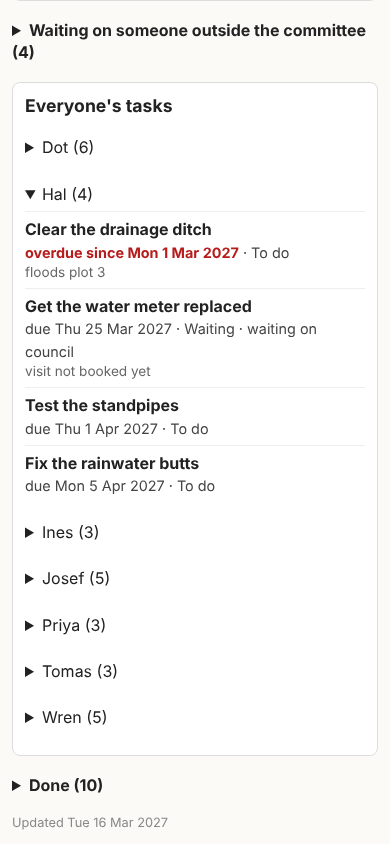 Waiting on someone outside the committee
(4)
Everyone's tasks
Dot (6)
Hal (4)
Clear the drainage ditch
overdue since Mon 1 Mar 2027 · To do
floods plot 3
Get the water meter replaced
due Thu 25 Mar 2027 · Waiting · waiting on
council
visit not booked yet
Test the standpipes
due Thu 1 Apr 2027 · To do
Fix the rainwater butts
due Mon 5 Apr 2027 · To do
Ines (3)
Josef (5)
Priya (3)
Tomas (3)
Wren (5)
Done (10)
Updated Tue 16 Mar 2027